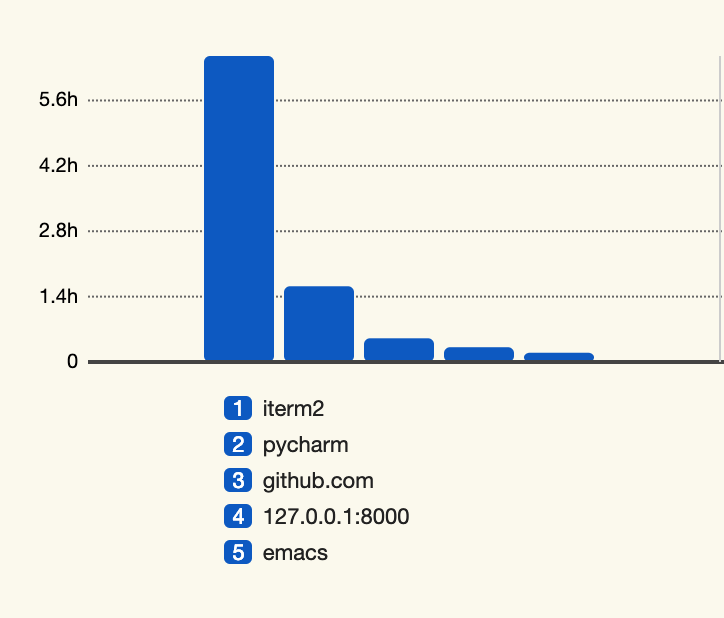 5.6h
4.2h
2.8h
1.4h
0
1 iterm2
2 pycharm
3 github.com
4 127.0.0.1:8000
5 emacs